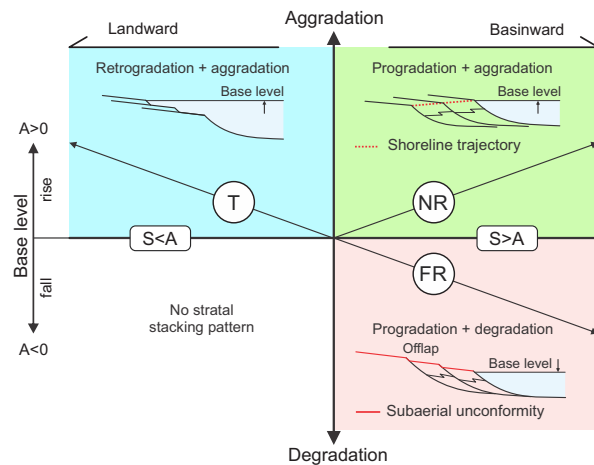 Aggradation
Landward
Basinward
Retrogradation + aggradation
Base level
Progradation + aggradation
Base level
Shoreline trajectory
A>0
rise
Base level
fall
A<0
T
NR
S<A
S>A
FR
No stratal
stacking pattern
Progradation + degradation
Offlap
Base level
Subaerial unconformity
Degradation